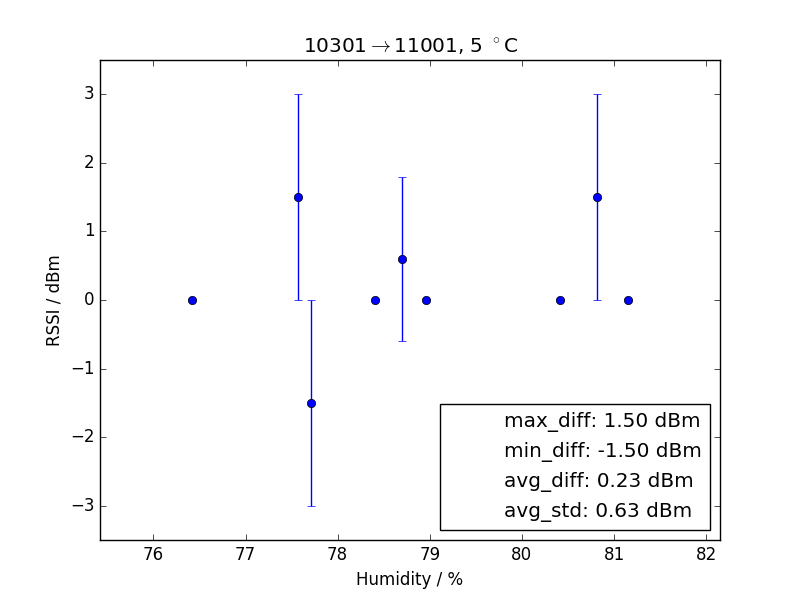 10301→11001, 5 °C
RSSI / dBm
3
2
1
0
−1
−2
−3
max_diff: 1.50 dBm
min_diff: -1.50 dBm
avg_diff: 0.23 dBm
avg_std: 0.63 dBm
76 77 78 79 80 81 82
Humidity / %